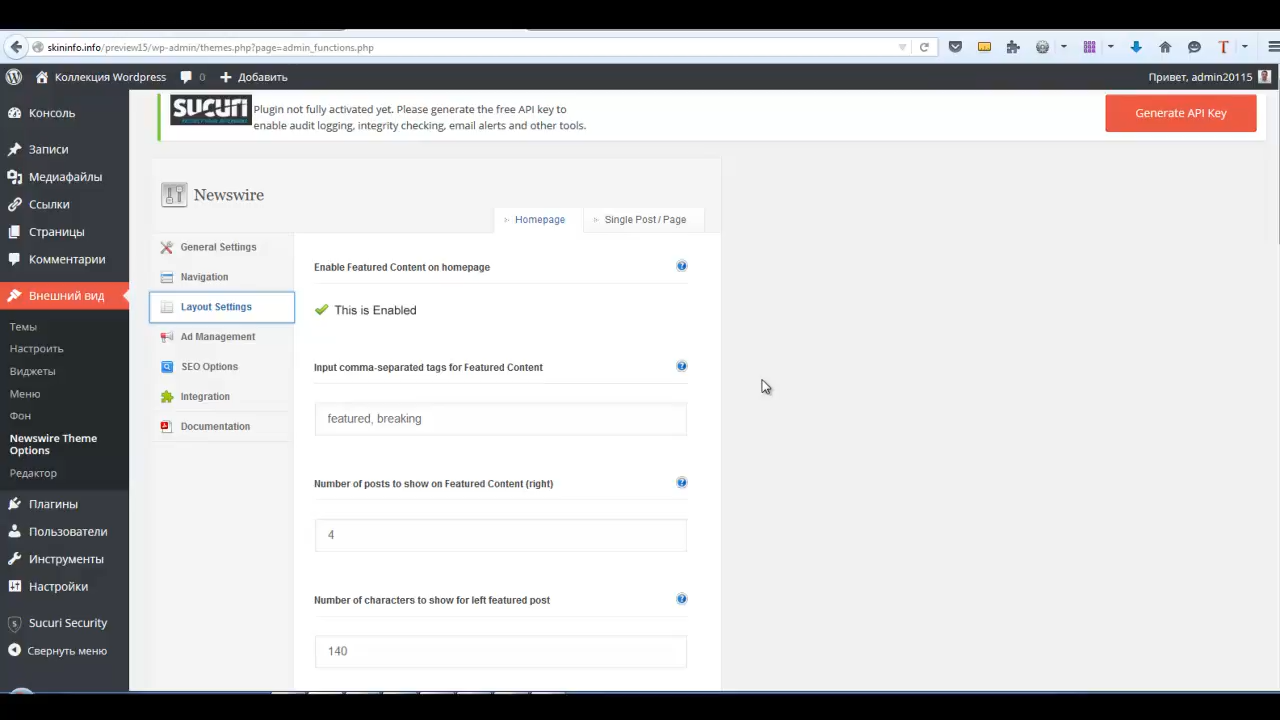 skininfo.info/preview15/wp-admin/themes.php?page=admin_functions.php
Коллекция Wordpress
0
Добавить
Привет, admin20115
Консоль
Записи
Медиафайлы
Ссылки
Страницы
Комментарии
Внешний вид
Темы
Настроить
Виджеты
Меню
Фон
Newswire Theme
Options
Редактор
Плагины
Пользователи
Инструменты
Настройки
Sucuri Security
Свернуть меню
Sucuri
Plugin not fully activated yet. Please generate the free API key to
enable audit logging, integrity checking, email alerts and other tools.
Generate API Key
Newswire
Homepage
Single Post / Page
General Settings
Navigation
Layout Settings
Ad Management
SEO Options
Integration
Documentation
Enable Featured Content on homepage
This is Enabled
Input comma-separated tags for Featured Content
featured, breaking
Number of posts to show on Featured Content (right)
4
Number of characters to show for left featured post
140